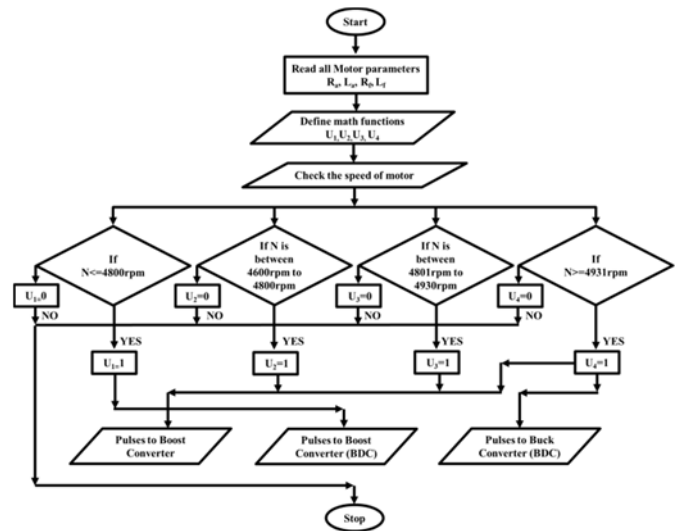 Start
Read all Motor parameters
Ra, La, Rf, Lf
Define math functions
U1,U2,U3, U4
Check the speed of motor
If
N<=4800rpm
If N is
between
4600rpm to
4800rpm
If N is
between
4801rpm to
4930rpm
If
N>=4931rpm
U1=0
U2=0
U3=0
U4=0
NO
NO
NO
NO
YES
YES
YES
YES
U1=1
U2=1
U3=1
U4=1
Pulses to Boost
Converter
Pulses to Boost
Converter (BDC)
Pulses to Buck
Converter (BDC)
Stop